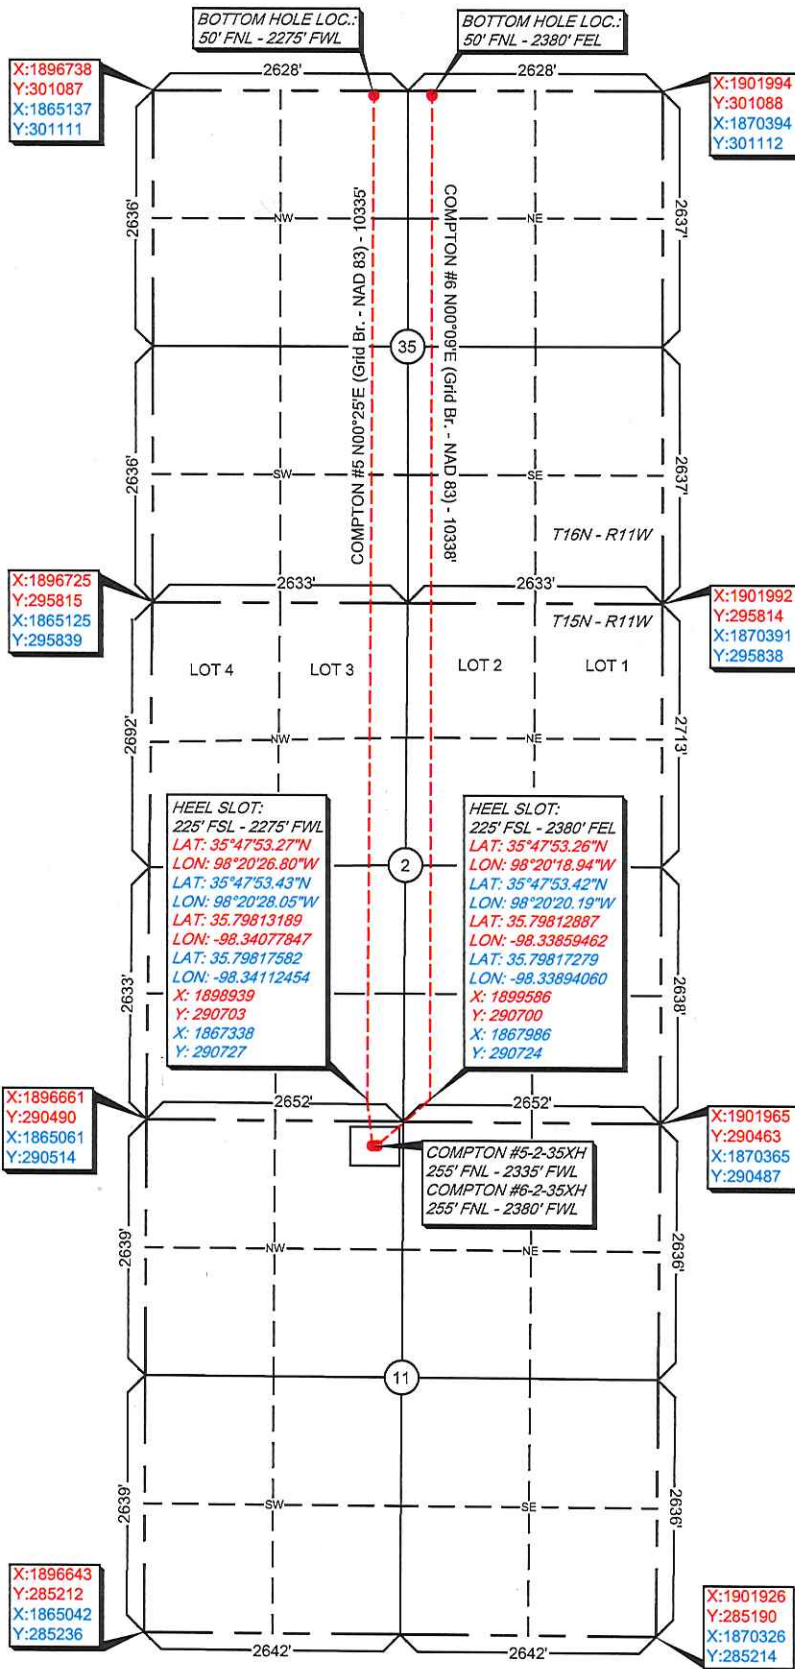 BOTTOM HOLE LOC.:
50' FNL - 2275' FWL
BOTTOM HOLE LOC.:
50' FNL - 2380' FEL
X:1896738
Y:301087
X:1865137
Y:301111
2628'
2628'
X:1901994
Y:301088
X:1870394
Y:301112
2636'
NW
NE
2637'
COMPTON #5 N00°25'E (Grid Br. - NAD 83) - 10335'
COMPTON #6 N00°09'E (Grid Br. - NAD 83) - 10338'
35
2636'
SW
SE
2637'
T16N - R11W
X:1896725
Y:295815
X:1865125
Y:295839
2633'
2633'
X:1901992
Y:295814
X:1870391
Y:295838
T15N - R11W
LOT 4
LOT 3
LOT 2
LOT 1
2692'
NW
NE
2713'
HEEL SLOT:
225' FSL - 2275' FWL
LAT: 35°47'53.27"N
LON: 98°20'26.80"W
LAT: 35°47'53.43"N
LON: 98°20'28.05"W
LAT: 35.79813189
LON: -98.34077847
LAT: 35.79817582
LON: -98.34112454
X: 1898939
Y: 290703
X: 1867338
Y: 290727
2
HEEL SLOT:
225' FSL - 2380' FEL
LAT: 35°47'53.26"N
LON: 98°20'18.94"W
LAT: 35°47'53.42"N
LON: 98°20'20.19"W
LAT: 35.79812887
LON: -98.33859462
LAT: 35.79817279
LON: -98.33894060
X: 1899586
Y: 290700
X: 1867986
Y: 290724
2633'
2638'
X:1896661
Y:290490
X:1865061
Y:290514
2652'
2652'
X:1901965
Y:290463
X:1870365
Y:290487
COMPTON #5-2-35XH
255' FNL - 2335' FWL
COMPTON #6-2-35XH
255' FNL - 2380' FWL
2639'
NW
NE
2636'
11
2639'
SW
SE
2636'
X:1896643
Y:285212
X:1865042
Y:285236
2642'
2642'
X:1901926
Y:285190
X:1870326
Y:285214